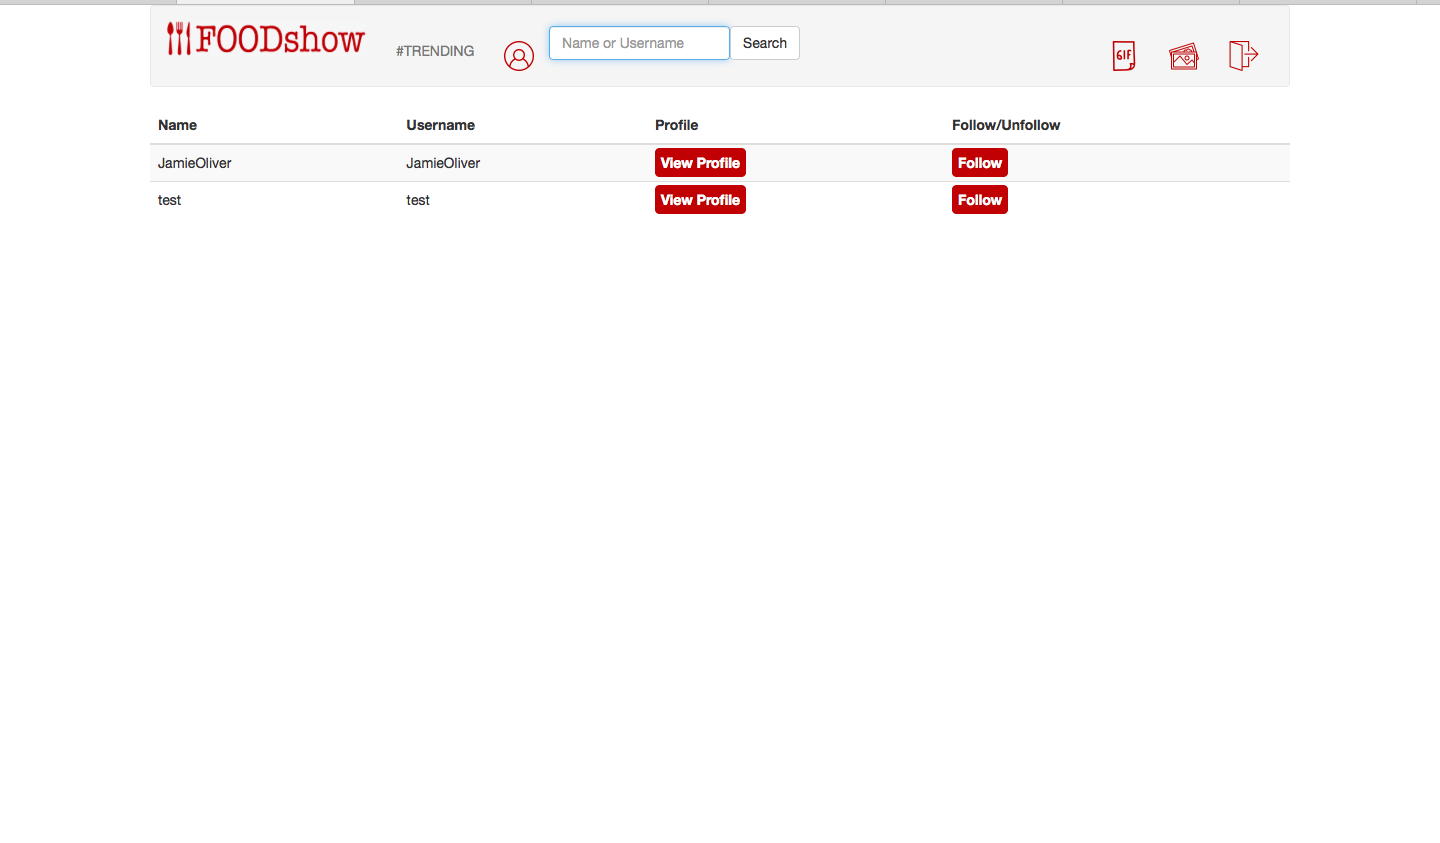 FOODshow #TRENDING Name or Username Search GIF
Name Username Profile Follow/Unfollow
JamieOliver JamieOliver View Profile Follow
test test View Profile Follow